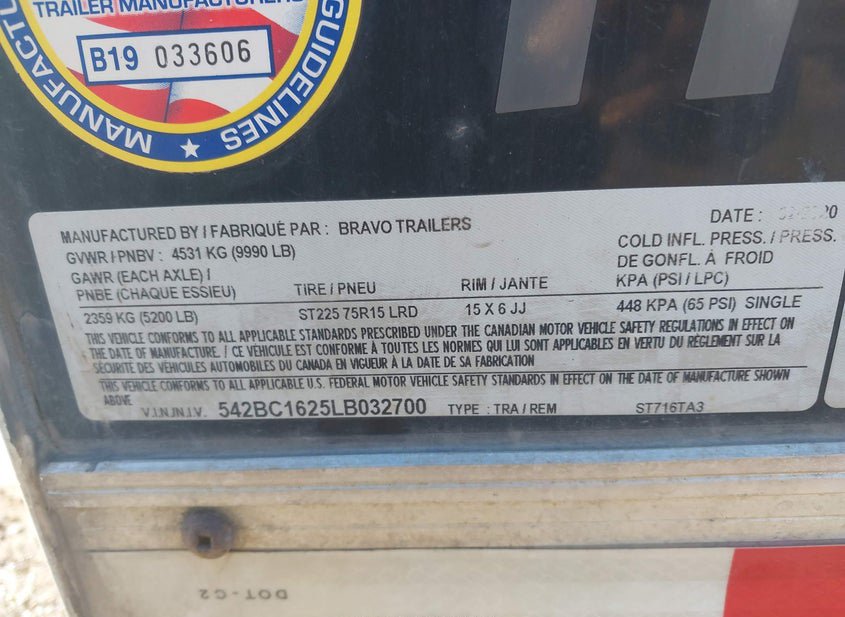 TRAILER MANUFACTURERS
MANUFACTU
GUIDELINES
B19 033606
MANUFAC
MANUFACTURED BY / FABRIQUÉ PAR : BRAVO TRAILERS
DATE : 02/2020
GVWR / PNBV : 4531 KG (9990 LB)
COLD INFL. PRESS. / PRESS.
DE GONFL. À FROID
GAWR (EACH AXLE) /
PNBE (CHAQUE ESSIEU)
TIRE / PNEU
RIM / JANTE
KPA (PSI / LPC)
2359 KG (5200 LB)
ST225 75R15 LRD
15 X 6 JJ
448 KPA (65 PSI) SINGLE
THIS VEHICLE CONFORMS TO ALL APPLICABLE STANDARDS PRESCRIBED UNDER THE CANADIAN MOTOR VEHICLE SAFETY REGULATIONS IN EFFECT ON
THE DATE OF MANUFACTURE. / CE VÉHICULE EST CONFORME À TOUTES LES NORMES QUI LUI SONT APPLICABLES EN VERTU DU RÈGLEMENT SUR LA
SÉCURITÉ DES VÉHICULES AUTOMOBILES DU CANADA EN VIGUEUR À LA DATE DE SA FABRICATION
THIS VEHICLE CONFORMS TO ALL APPLICABLE U.S. FEDERAL MOTOR VEHICLE SAFETY STANDARDS IN EFFECT ON THE DATE OF MANUFACTURE SHOWN
ABOVE
V.I.N./N.I.V. 542BC1625LB032700
TYPE : TRA / REM
ST716TA3
DOT-C2